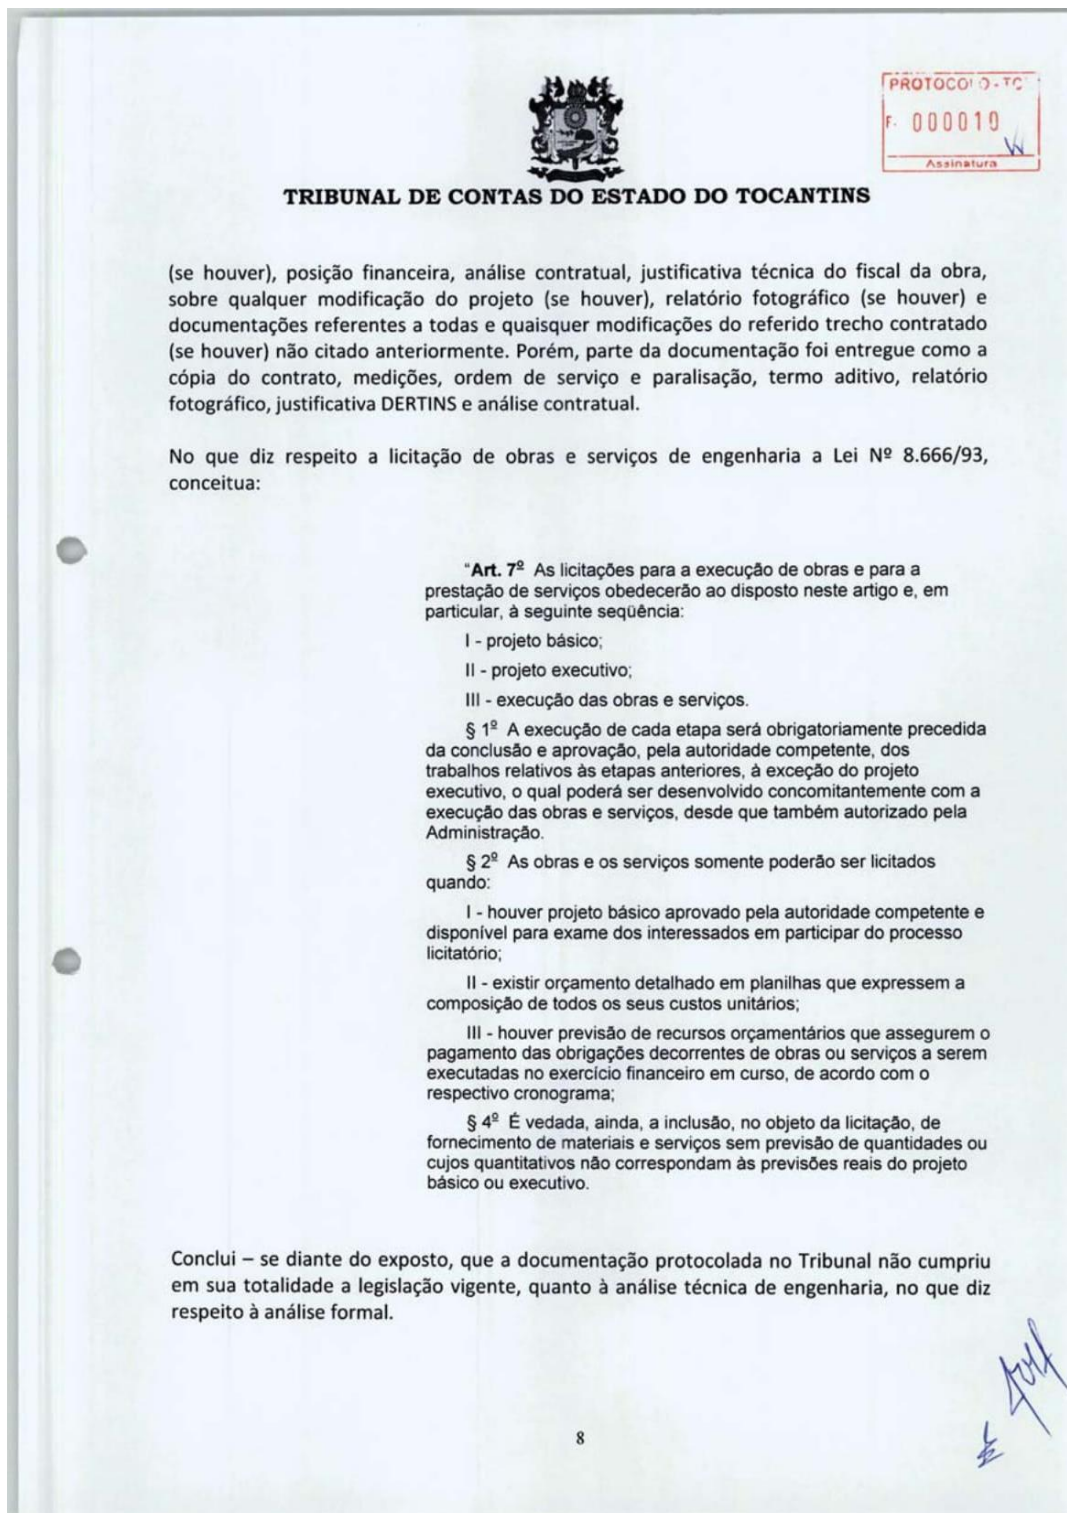 PROTOCOLO - TC
F. 000010
Assinatura
TRIBUNAL DE CONTAS DO ESTADO DO TOCANTINS
(se houver), posição financeira, análise contratual, justificativa técnica do fiscal da obra,
sobre qualquer modificação do projeto (se houver), relatório fotográfico (se houver) e
documentações referentes a todas e quaisquer modificações do referido trecho contratado
(se houver) não citado anteriormente. Porém, parte da documentação foi entregue como a
cópia do contrato, medições, ordem de serviço e paralisação, termo aditivo, relatório
fotográfico, justificativa DERTINS e análise contratual.
No que diz respeito a licitação de obras e serviços de engenharia a Lei Nº 8.666/93,
conceitua:
"Art. 7º As licitações para a execução de obras e para a
prestação de serviços obedecerão ao disposto neste artigo e, em
particular, à seguinte seqüência:
I - projeto básico;
II - projeto executivo;
III - execução das obras e serviços.
§ 1º A execução de cada etapa será obrigatoriamente precedida
da conclusão e aprovação, pela autoridade competente, dos
trabalhos relativos às etapas anteriores, à exceção do projeto
executivo, o qual poderá ser desenvolvido concomitantemente com a
execução das obras e serviços, desde que também autorizado pela
Administração.
§ 2º As obras e os serviços somente poderão ser licitados
quando:
I - houver projeto básico aprovado pela autoridade competente e
disponível para exame dos interessados em participar do processo
licitatório;
II - existir orçamento detalhado em planilhas que expressem a
composição de todos os seus custos unitários;
III - houver previsão de recursos orçamentários que assegurem o
pagamento das obrigações decorrentes de obras ou serviços a serem
executadas no exercício financeiro em curso, de acordo com o
respectivo cronograma;
§ 4º É vedada, ainda, a inclusão, no objeto da licitação, de
fornecimento de materiais e serviços sem previsão de quantidades ou
cujos quantitativos não correspondam às previsões reais do projeto
básico ou executivo.
Conclui – se diante do exposto, que a documentação protocolada no Tribunal não cumpriu
em sua totalidade a legislação vigente, quanto à análise técnica de engenharia, no que diz
respeito à análise formal.
8